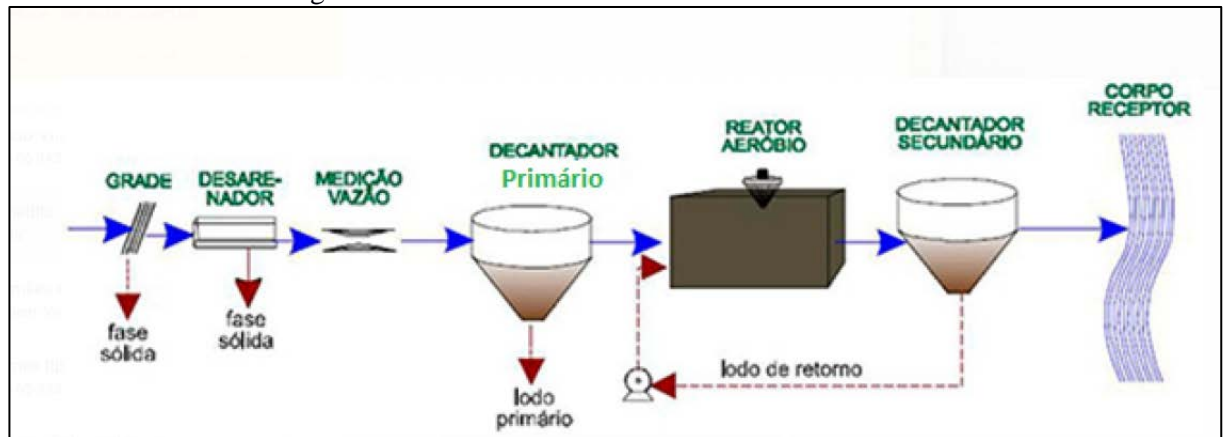 GRADE
DESARE-
NADOR
MEDIÇÃO
VAZÃO
DECANTADOR
Primário
REATOR
AERÓBIO
DECANTADOR
SECUNDÁRIO
CORPO
RECEPTOR
fase
sólida
fase
sólida
lodo
primário
lodo de retorno